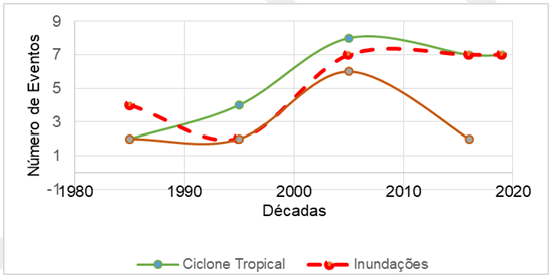 9
7
5
3
1
-1
1980 1990 2000 2010 2020
Número de Eventos
Décadas
Ciclone Tropical Inundações